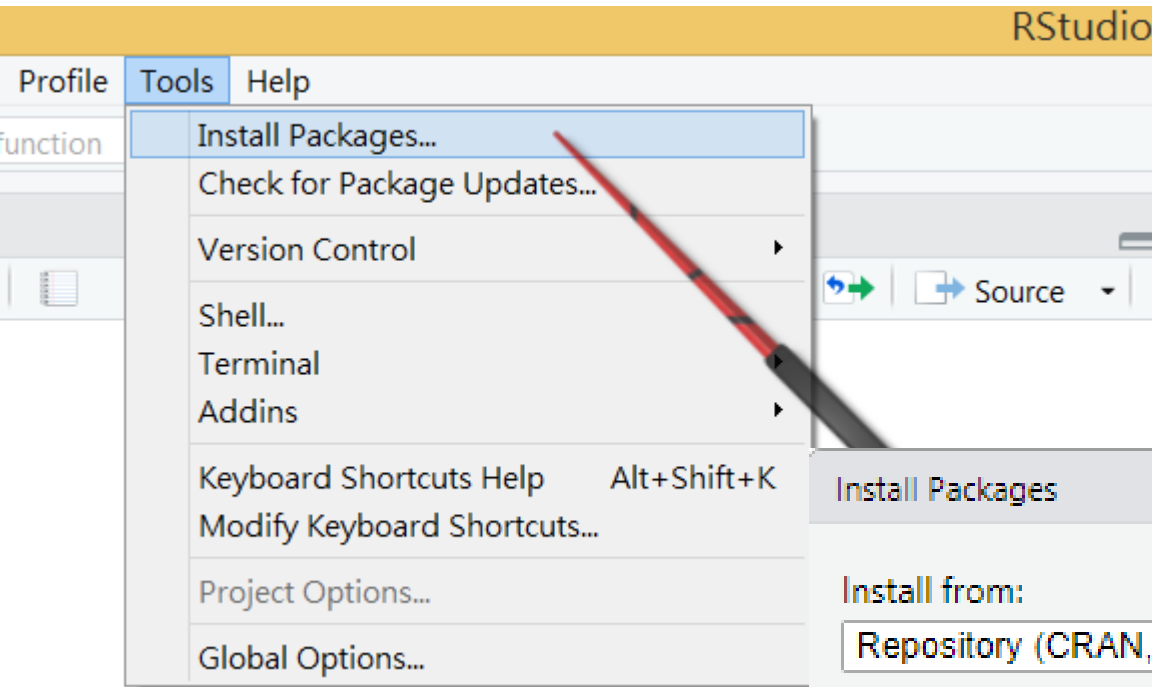 RStudio
Profile Tools Help
function
Install Packages...
Check for Package Updates...
Version Control
Source
Shell...
Terminal
Addins
Keyboard Shortcuts Help Alt+Shift+K
Modify Keyboard Shortcuts...
Project Options...
Global Options...
Install Packages
Install from:
Repository (CRAN,